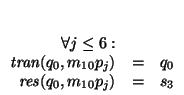 ∀j ≤ 6 :
tran(q₀, m₁₀pⱼ) = q₀
res(q₀, m₁₀pⱼ) = s₃